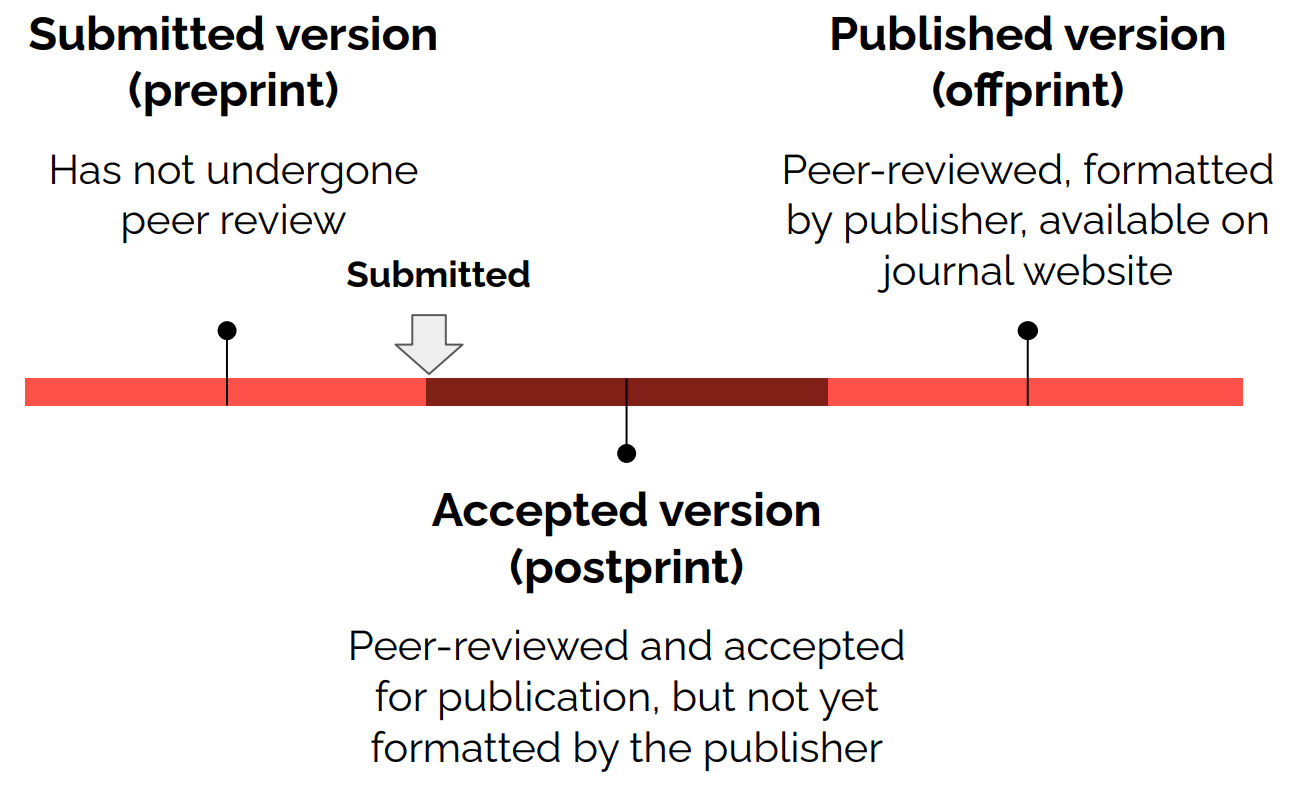 Submitted version
(preprint)
Has not undergone
peer review
Submitted
Published version
(offprint)
Peer-reviewed, formatted
by publisher, available on
journal website
Accepted version
(postprint)
Peer-reviewed and accepted
for publication, but not yet
formatted by the publisher